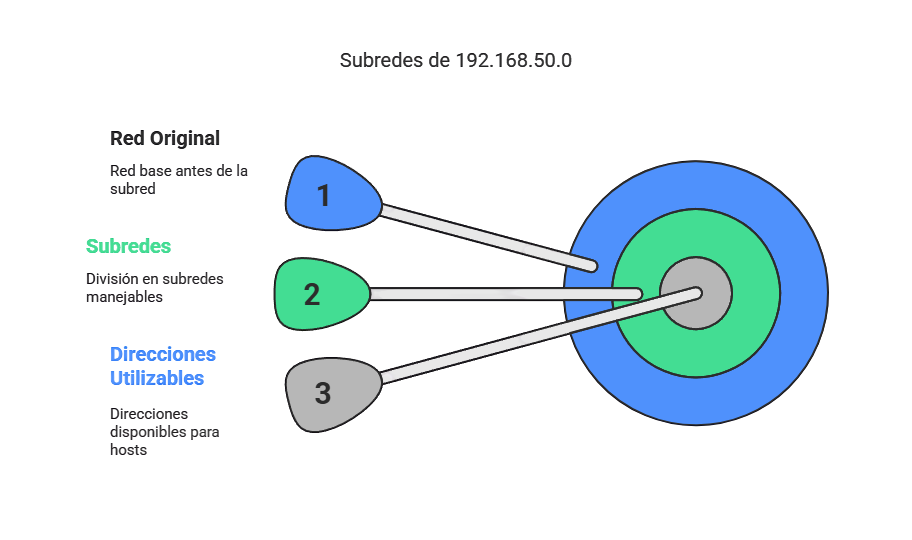 Subredes de 192.168.50.0
Red Original
Red base antes de la
subred
1
Subredes
División en subredes
manejables
2
Direcciones
Utilizables
Direcciones
disponibles para
hosts
3